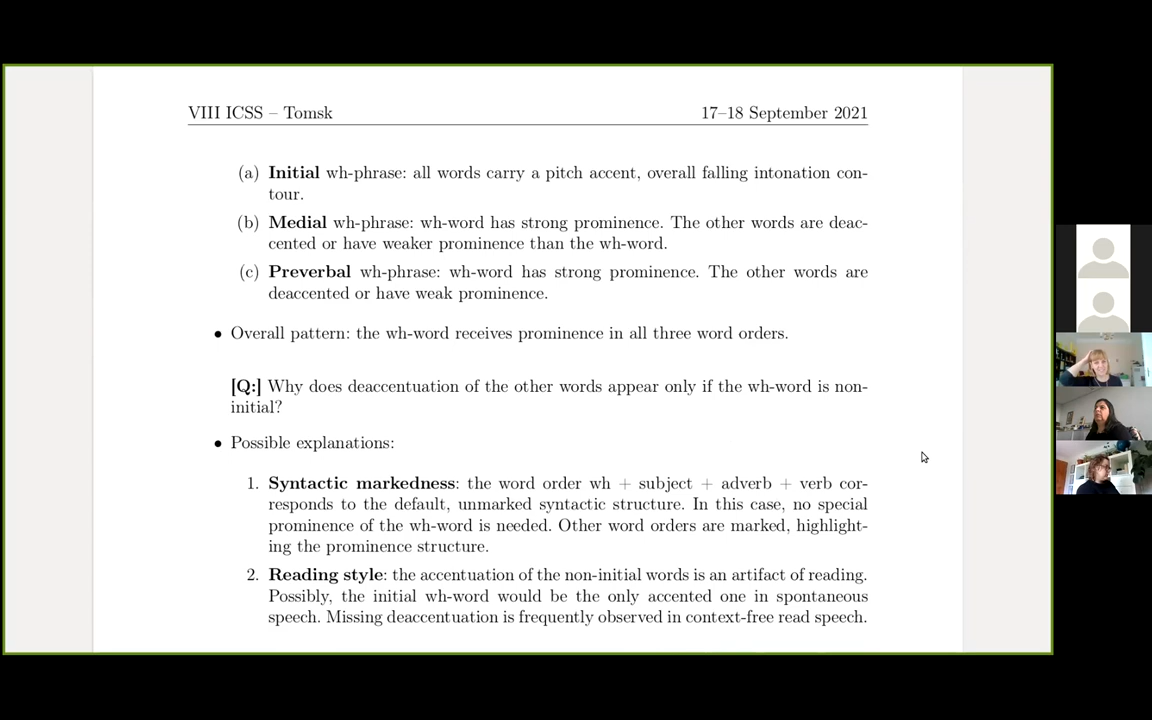 VIII ICSS – Tomsk 17–18 September 2021
(a) Initial wh-phrase: all words carry a pitch accent, overall falling intonation con-
tour.
(b) Medial wh-phrase: wh-word has strong prominence. The other words are deac-
cented or have weaker prominence than the wh-word.
(c) Preverbal wh-phrase: wh-word has strong prominence. The other words are
deaccented or have weak prominence.
• Overall pattern: the wh-word receives prominence in all three word orders.
[Q:] Why does deaccentuation of the other words appear only if the wh-word is non-
initial?
• Possible explanations:
1. Syntactic markedness: the word order wh + subject + adverb + verb cor-
responds to the default, unmarked syntactic structure. In this case, no special
prominence of the wh-word is needed. Other word orders are marked, highlight-
ing the prominence structure.
2. Reading style: the accentuation of the non-initial words is an artifact of reading.
Possibly, the initial wh-word would be the only accented one in spontaneous
speech. Missing deaccentuation is frequently observed in context-free read speech.